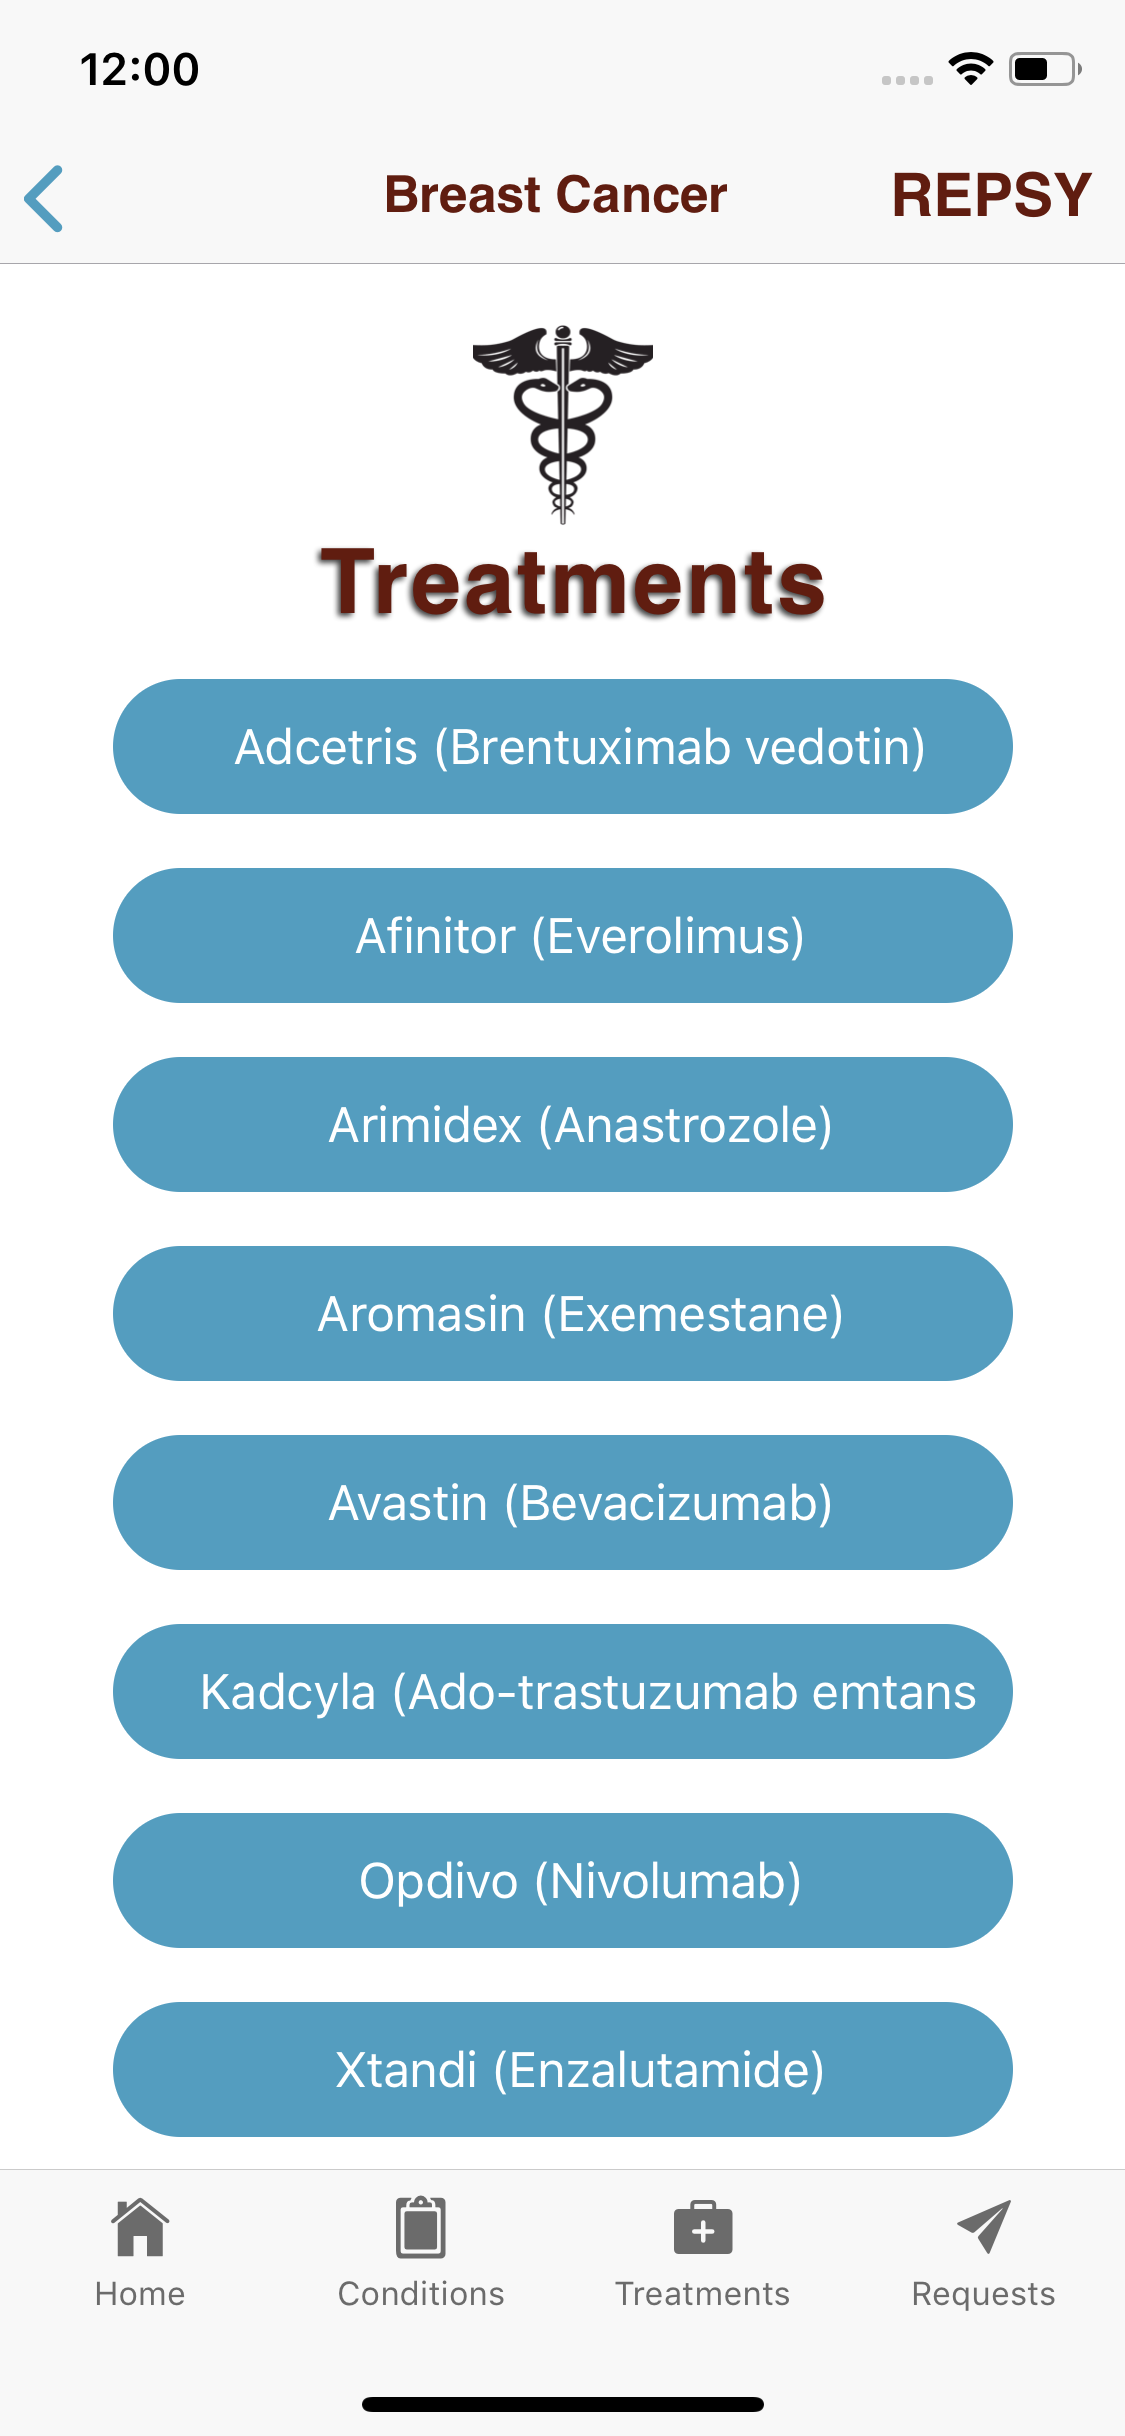 12:00
Breast Cancer
REPSY
Treatments
Adcetris (Brentuximab vedotin)
Afinitor (Everolimus)
Arimidex (Anastrozole)
Aromasin (Exemestane)
Avastin (Bevacizumab)
Kadcyla (Ado-trastuzumab emtans
Opdivo (Nivolumab)
Xtandi (Enzalutamide)
Home
Conditions
Treatments
Requests